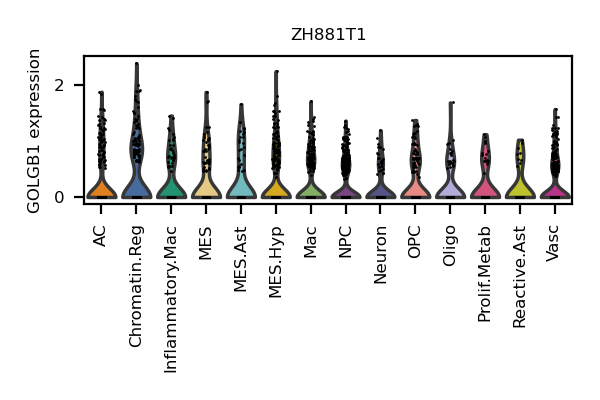 ZH881T1
GOLGB1 expression
2
0
AC
Chromatin.Reg
Inflammatory.Mac
MES
MES.Ast
MES.Hyp
Mac
NPC
Neuron
OPC
Oligo
Prolif.Metab
Reactive.Ast
Vasc